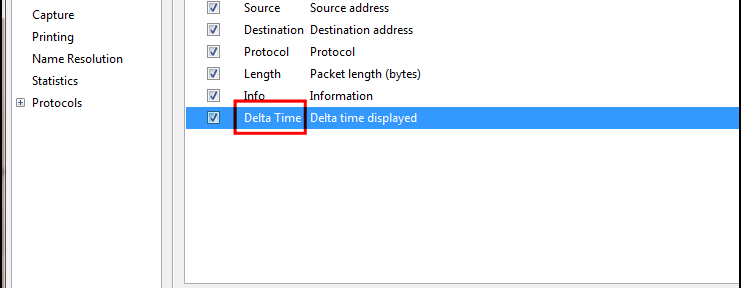 Capture
Printing
Name Resolution
Statistics
Protocols
Source Source address
Destination Destination address
Protocol Protocol
Length Packet length (bytes)
Info Information
Delta Time Delta time displayed